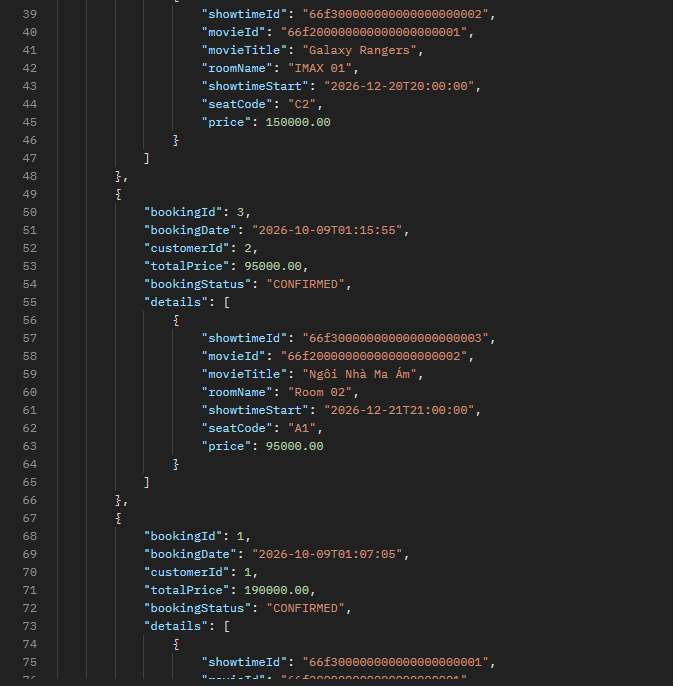 39 "showtimeId": "66f300000000000000000002",
40 "movieId": "66f200000000000000000001",
41 "movieTitle": "Galaxy Rangers",
42 "roomName": "IMAX 01",
43 "showtimeStart": "2026-12-20T20:00:00",
44 "seatCode": "C2",
45 "price": 150000.00
46 }
47 ]
48 },
49 {
50 "bookingId": 3,
51 "bookingDate": "2026-10-09T01:15:55",
52 "customerId": 2,
53 "totalPrice": 95000.00,
54 "bookingStatus": "CONFIRMED",
55 "details": [
56 {
57 "showtimeId": "66f300000000000000000003",
58 "movieId": "66f200000000000000000002",
59 "movieTitle": "Ngôi Nhà Ma Ám",
60 "roomName": "Room 02",
61 "showtimeStart": "2026-12-21T21:00:00",
62 "seatCode": "A1",
63 "price": 95000.00
64 }
65 ]
66 },
67 {
68 "bookingId": 1,
69 "bookingDate": "2026-10-09T01:07:05",
70 "customerId": 1,
71 "totalPrice": 190000.00,
72 "bookingStatus": "CONFIRMED",
73 "details": [
74 {
75 "showtimeId": "66f300000000000000000001",